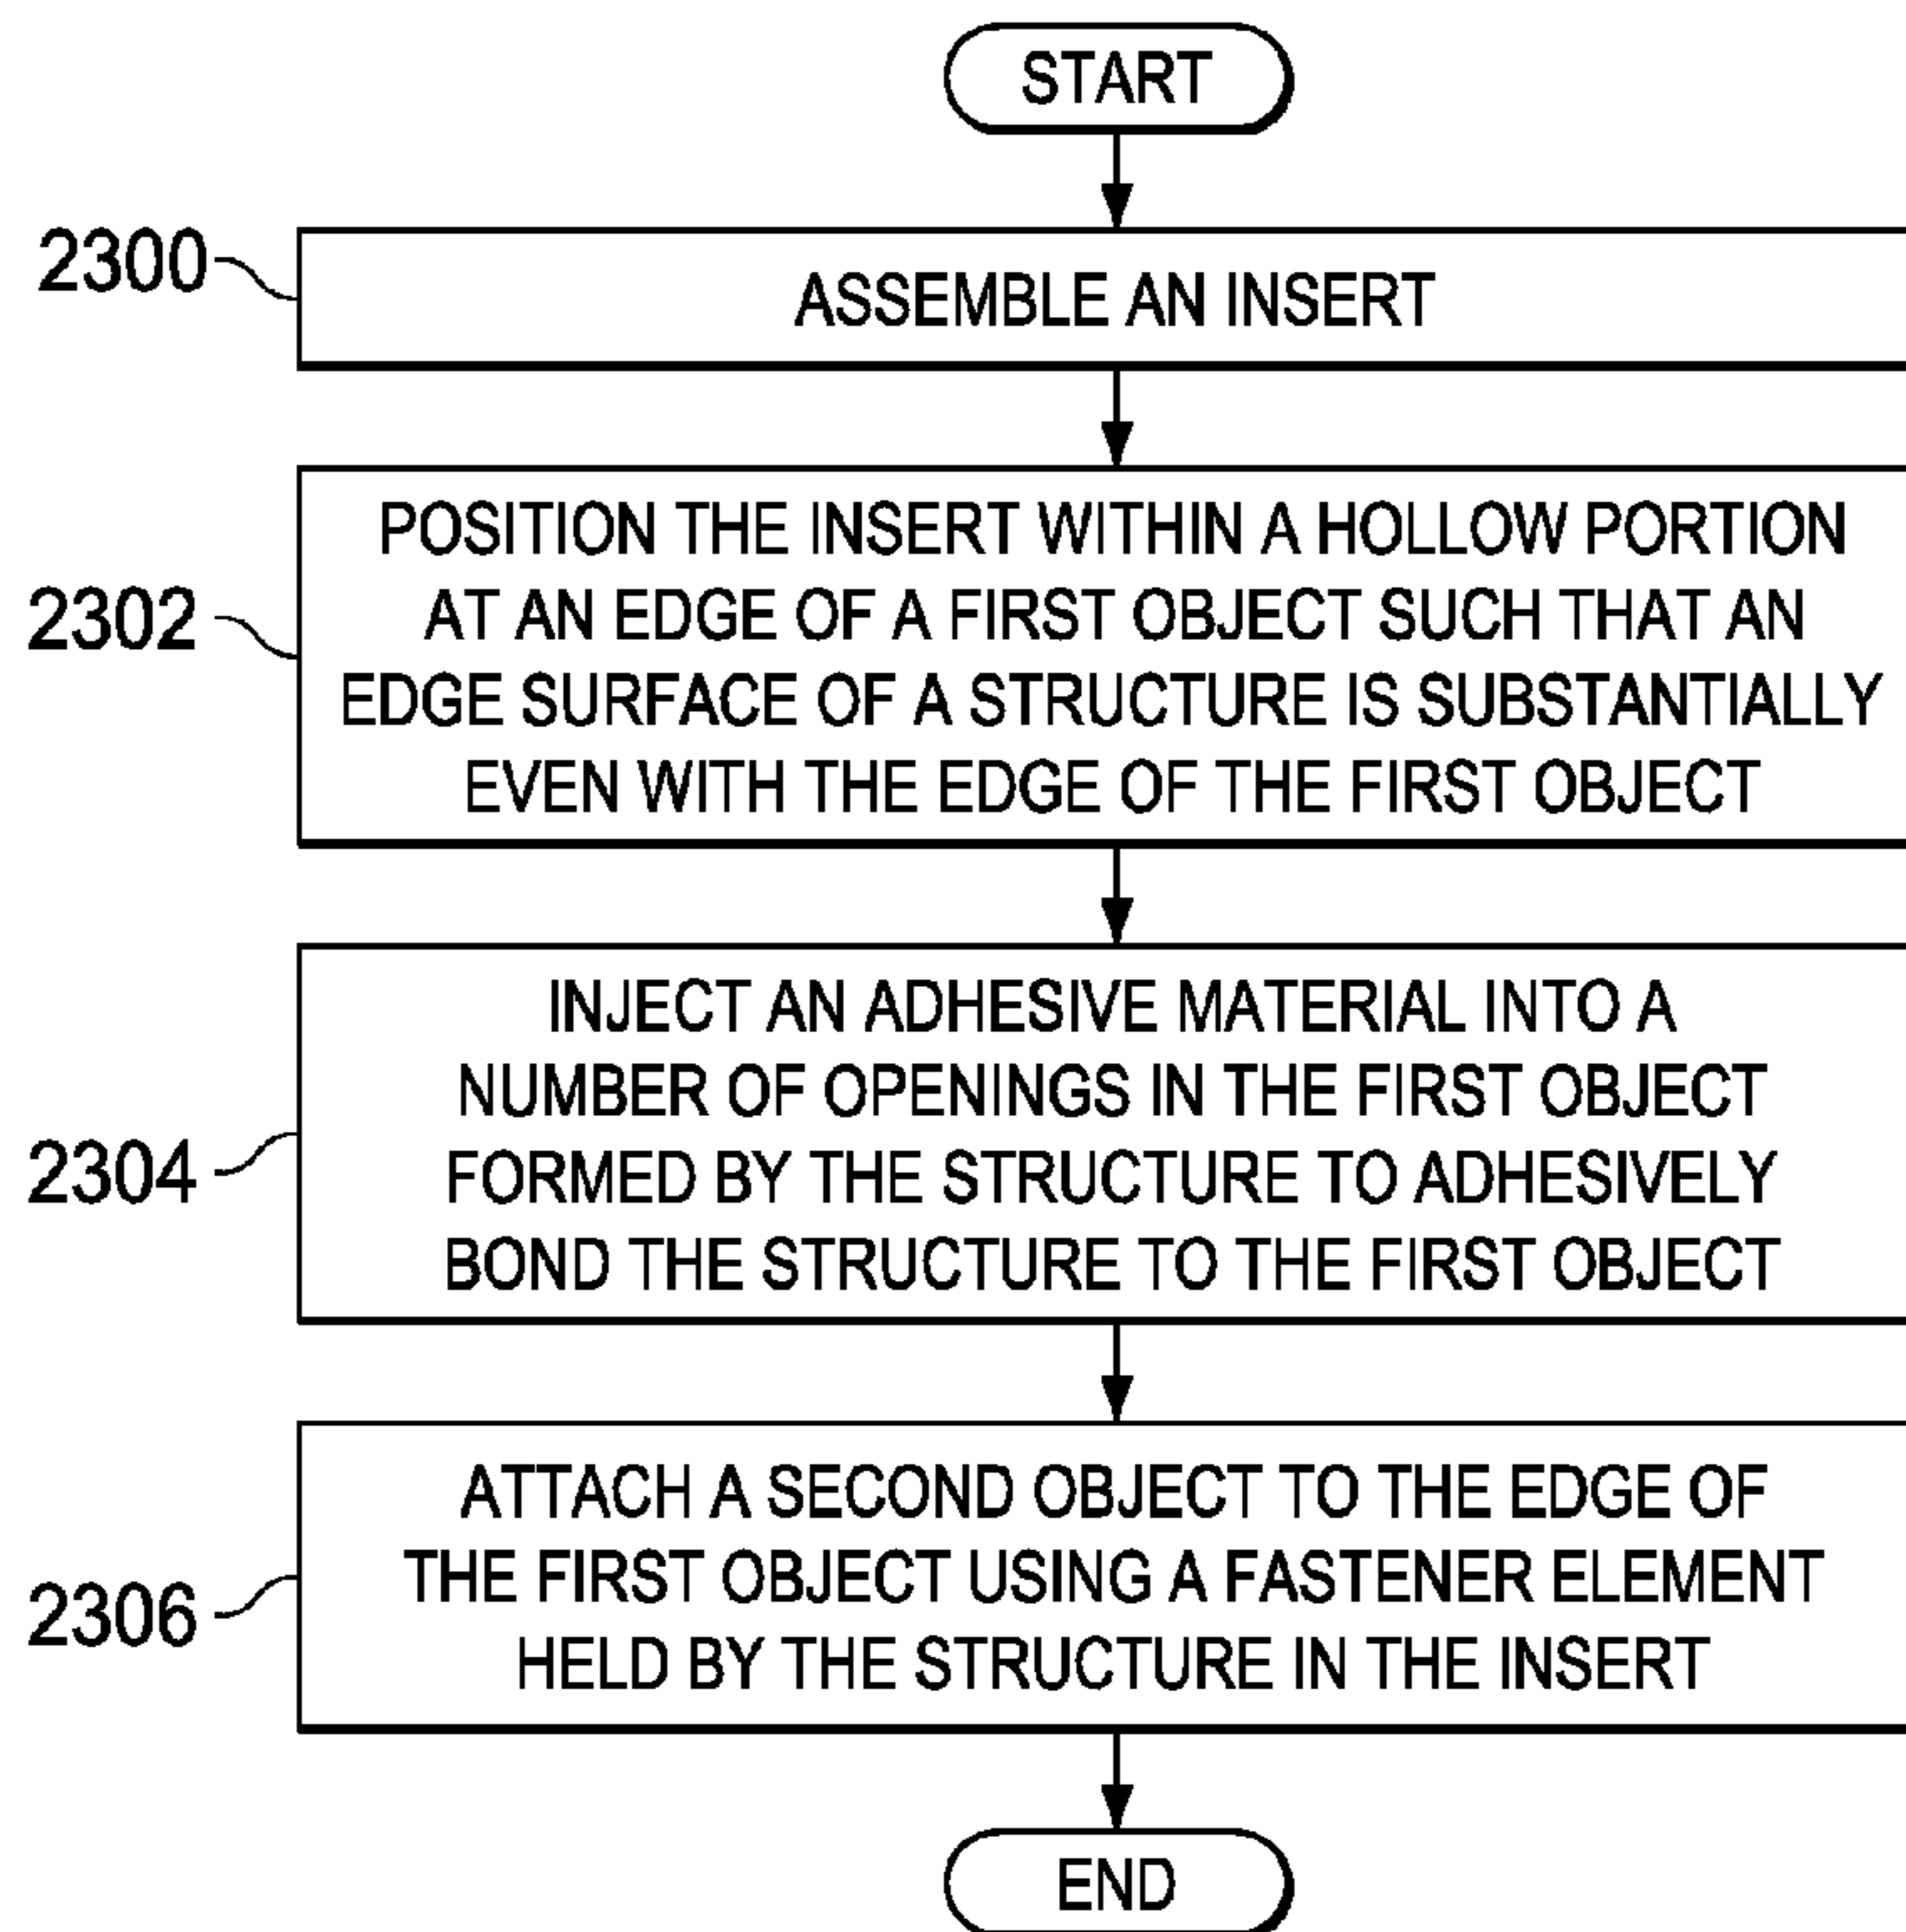 START
2300
ASSEMBLE AN INSERT
2302
POSITION THE INSERT WITHIN A HOLLOW PORTION
AT AN EDGE OF A FIRST OBJECT SUCH THAT AN
EDGE SURFACE OF A STRUCTURE IS SUBSTANTIALLY
EVEN WITH THE EDGE OF THE FIRST OBJECT
2304
INJECT AN ADHESIVE MATERIAL INTO A
NUMBER OF OPENINGS IN THE FIRST OBJECT
FORMED BY THE STRUCTURE TO ADHESIVELY
BOND THE STRUCTURE TO THE FIRST OBJECT
2306
ATTACH A SECOND OBJECT TO THE EDGE OF
THE FIRST OBJECT USING A FASTENER ELEMENT
HELD BY THE STRUCTURE IN THE INSERT
END